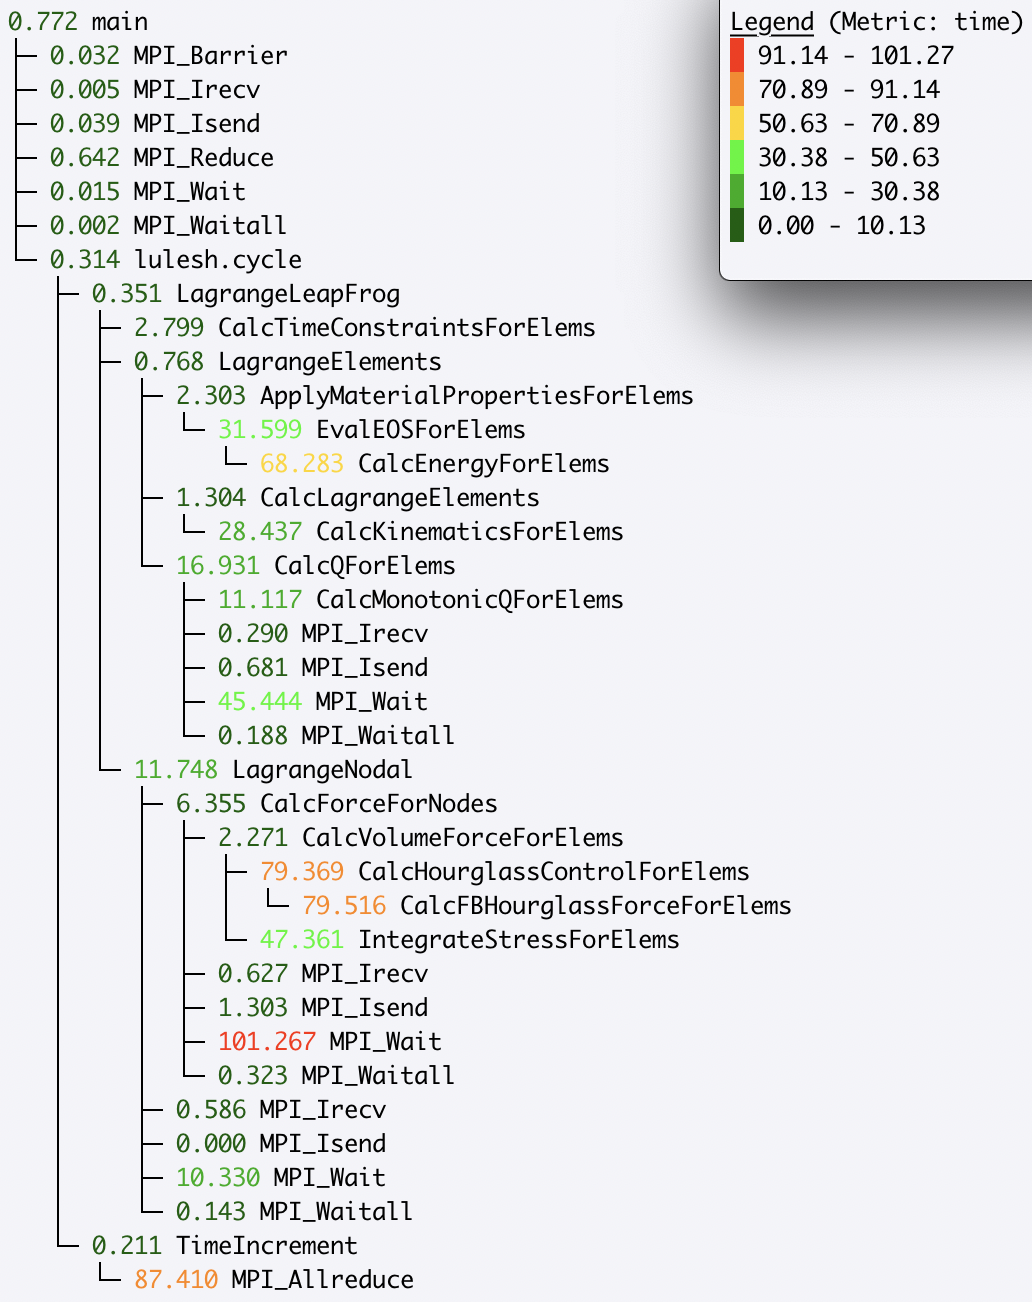 0.772 main
0.032 MPI_Barrier
0.005 MPI_Irecv
0.039 MPI_Isend
0.642 MPI_Reduce
0.015 MPI_Wait
0.002 MPI_Waitall
0.314 lulesh.cycle
0.351 LagrangeLeapFrog
2.799 CalcTimeConstraintsForElems
0.768 LagrangeElements
2.303 ApplyMaterialPropertiesForElems
31.599 EvalEOSForElems
68.283 CalcEnergyForElems
1.304 CalcLagrangeElements
28.437 CalcKinematicsForElems
16.931 CalcQForElems
11.117 CalcMonotonicQForElems
0.290 MPI_Irecv
0.681 MPI_Isend
45.444 MPI_Wait
0.188 MPI_Waitall
11.748 LagrangeNodal
6.355 CalcForceForNodes
2.271 CalcVolumeForceForElems
79.369 CalcHourglassControlForElems
79.516 CalcFBHourglassForceForElems
47.361 IntegrateStressForElems
0.627 MPI_Irecv
1.303 MPI_Isend
101.267 MPI_Wait
0.323 MPI_Waitall
0.586 MPI_Irecv
0.000 MPI_Isend
10.330 MPI_Wait
0.143 MPI_Waitall
0.211 TimeIncrement
87.410 MPI_Allreduce
Legend (Metric: time)
91.14 - 101.27
70.89 - 91.14
50.63 - 70.89
30.38 - 50.63
10.13 - 30.38
0.00 - 10.13